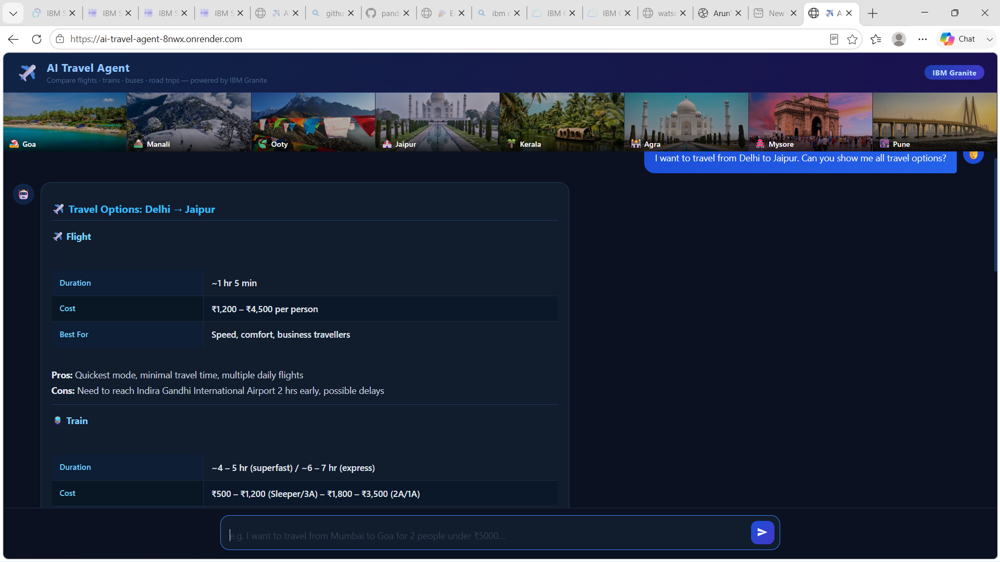 IBM S
IBM S
IBM S
IBM S
A
githu
pand
E
ibm c
IBM C
IBM C
wats
Arun'
New
A
https://ai-travel-agent-8nwx.onrender.com
Chat
AI Travel Agent
Compare flights · trains · buses · road trips — powered by IBM Granite
IBM Granite
Goa
Manali
Ooty
Jaipur
Kerala
Agra
Mysore
Pune
I want to travel from Delhi to Jaipur. Can you show me all travel options?
Travel Options: Delhi → Jaipur
Flight
Duration ~1 hr 5 min
Cost ₹1,200 – ₹4,500 per person
Best For Speed, comfort, business travellers
Pros: Quickest mode, minimal travel time, multiple daily flights
Cons: Need to reach Indira Gandhi International Airport 2 hrs early, possible delays
Train
Duration ~4 – 5 hr (superfast) / ~6 – 7 hr (express)
Cost ₹500 – ₹1,200 (Sleeper/3A) – ₹1,800 – ₹3,500 (2A/1A)
e.g. I want to travel from Mumbai to Goa for 2 people under ₹5000...